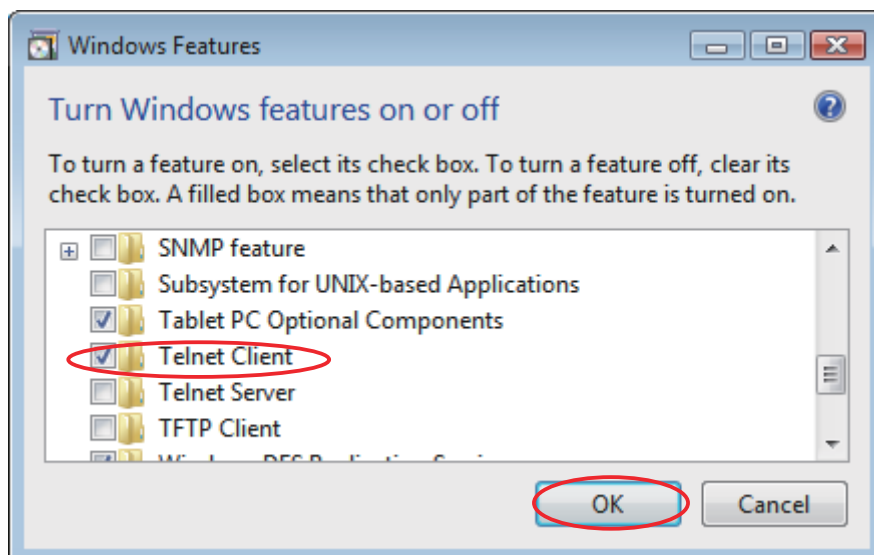 Windows Features
Turn Windows features on or off
To turn a feature on, select its check box. To turn a feature off, clear its
check box. A filled box means that only part of the feature is turned on.
SNMP feature
Subsystem for UNIX-based Applications
Tablet PC Optional Components
Telnet Client
Telnet Server
TFTP Client
OK Cancel